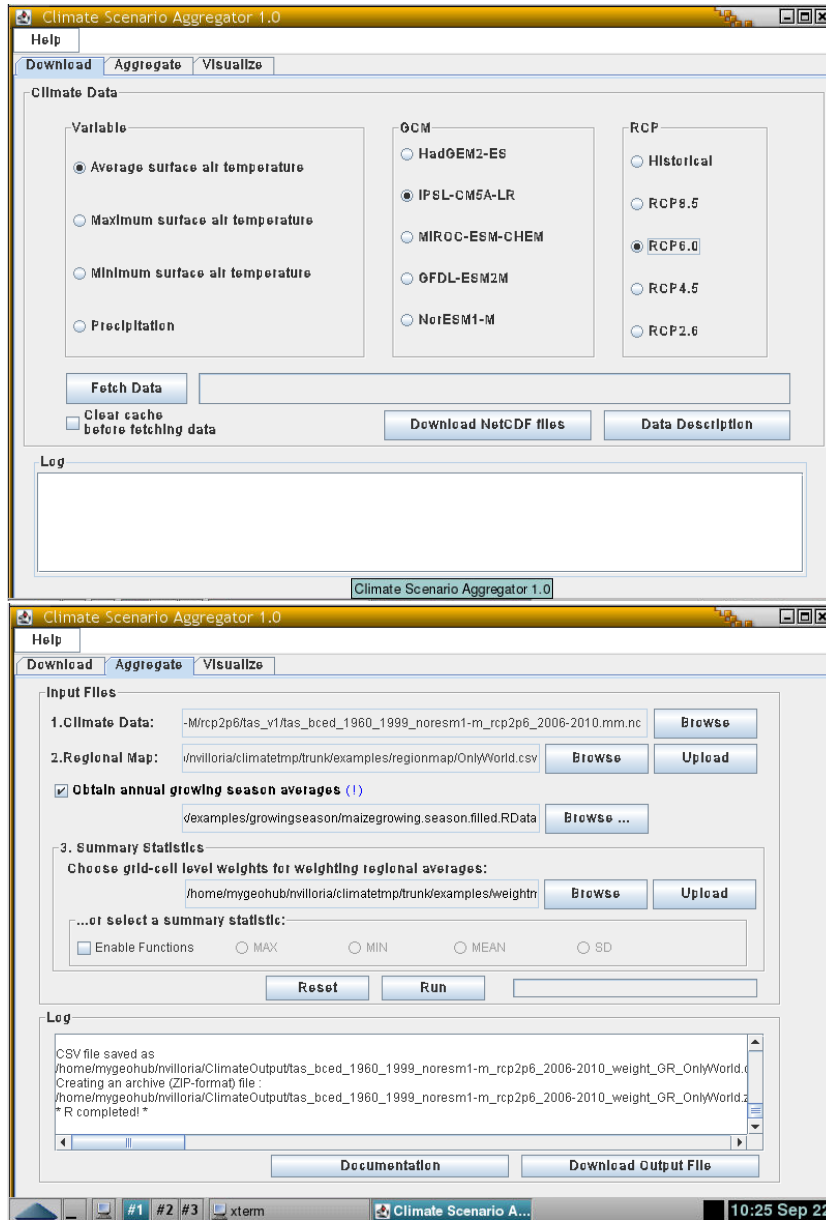 Climate Scenario Aggregator 1.0
Help
Download Aggregate Visualize
Climate Data
Variable
Average surface air temperature
Maximum surface air temperature
Minimum surface air temperature
Precipitation
GCM
HadGEM2-ES
IPSL-CM5A-LR
MIROC-ESM-CHEM
GFDL-ESM2M
NorESM1-M
RCP
Historical
RCP8.5
RCP6.0
RCP4.5
RCP2.6
Fetch Data
Clear cache
before fetching data
Download NetCDF files
Data Description
Log
Climate Scenario Aggregator 1.0
Climate Scenario Aggregator 1.0
Help
Download Aggregate Visualize
Input Files
1.Climate Data: -M/rcp2p6/tas_v1/tas_bced_1960_1999_noresm1-m_rcp2p6_2006-2010.mm.nc Browse
2.Regional Map: /nvilloria/climatetmp/trunk/examples/regionmap/OnlyWorld.csv Browse Upload
Obtain annual growing season averages (!)
/examples/growingseason/maizegrowing.season.filled.RData Browse ...
3. Summary Statistics
Choose grid-cell level weights for weighting regional averages:
/home/mygeohub/nvilloria/climatetmp/trunk/examples/weightm Browse Upload
...or select a summary statistic:
Enable Functions MAX MIN MEAN SD
Reset Run
Log
CSV file saved as
/home/mygeohub/nvilloria/ClimateOutput/tas_bced_1960_1999_noresm1-m_rcp2p6_2006-2010_weight_GR_OnlyWorld.c
Creating an archive (ZIP-format) file :
/home/mygeohub/nvilloria/ClimateOutput/tas_bced_1960_1999_noresm1-m_rcp2p6_2006-2010_weight_GR_OnlyWorld.z
* R completed! *
Documentation Download Output File
#1 #2 #3 xterm Climate Scenario A... 10:25 Sep 22